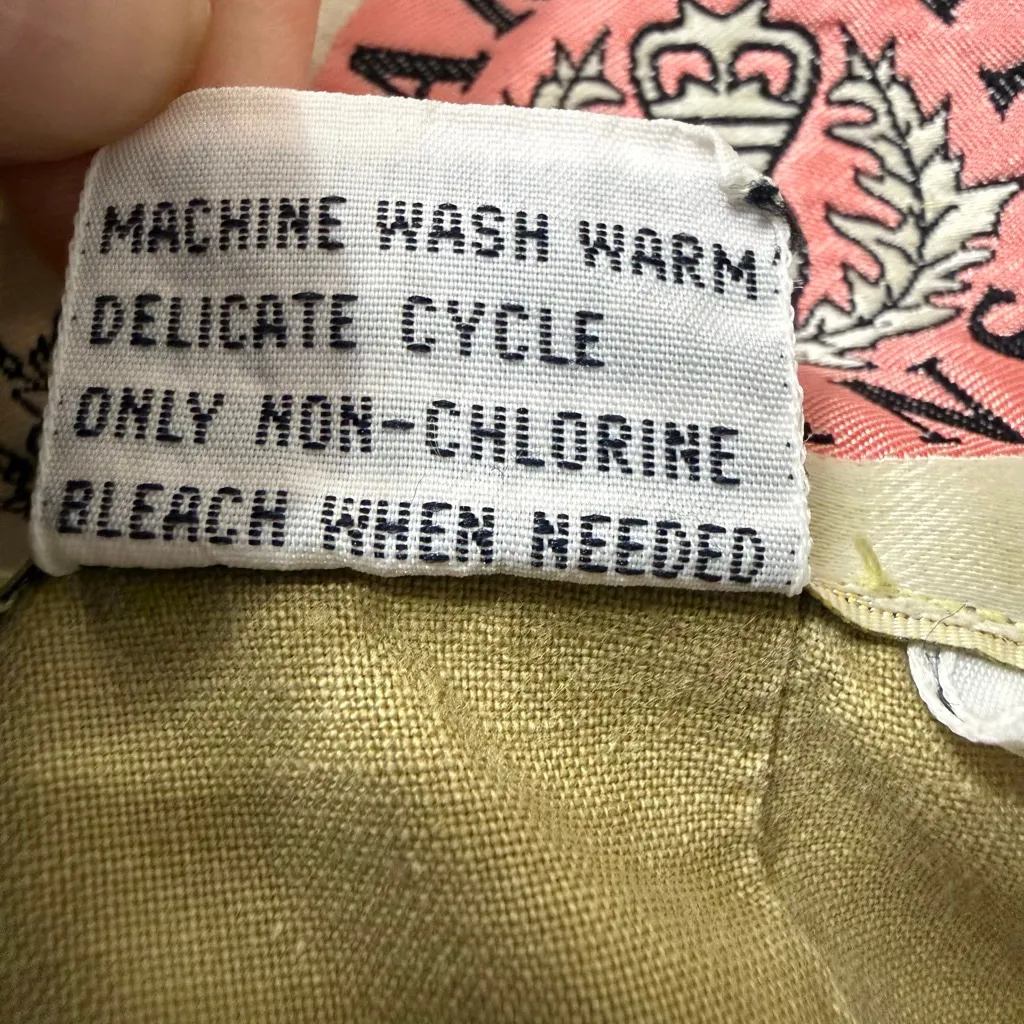 MACHINE WASH WARM
DELICATE CYCLE
ONLY NON-CHLORINE
BLEACH WHEN NEEDED